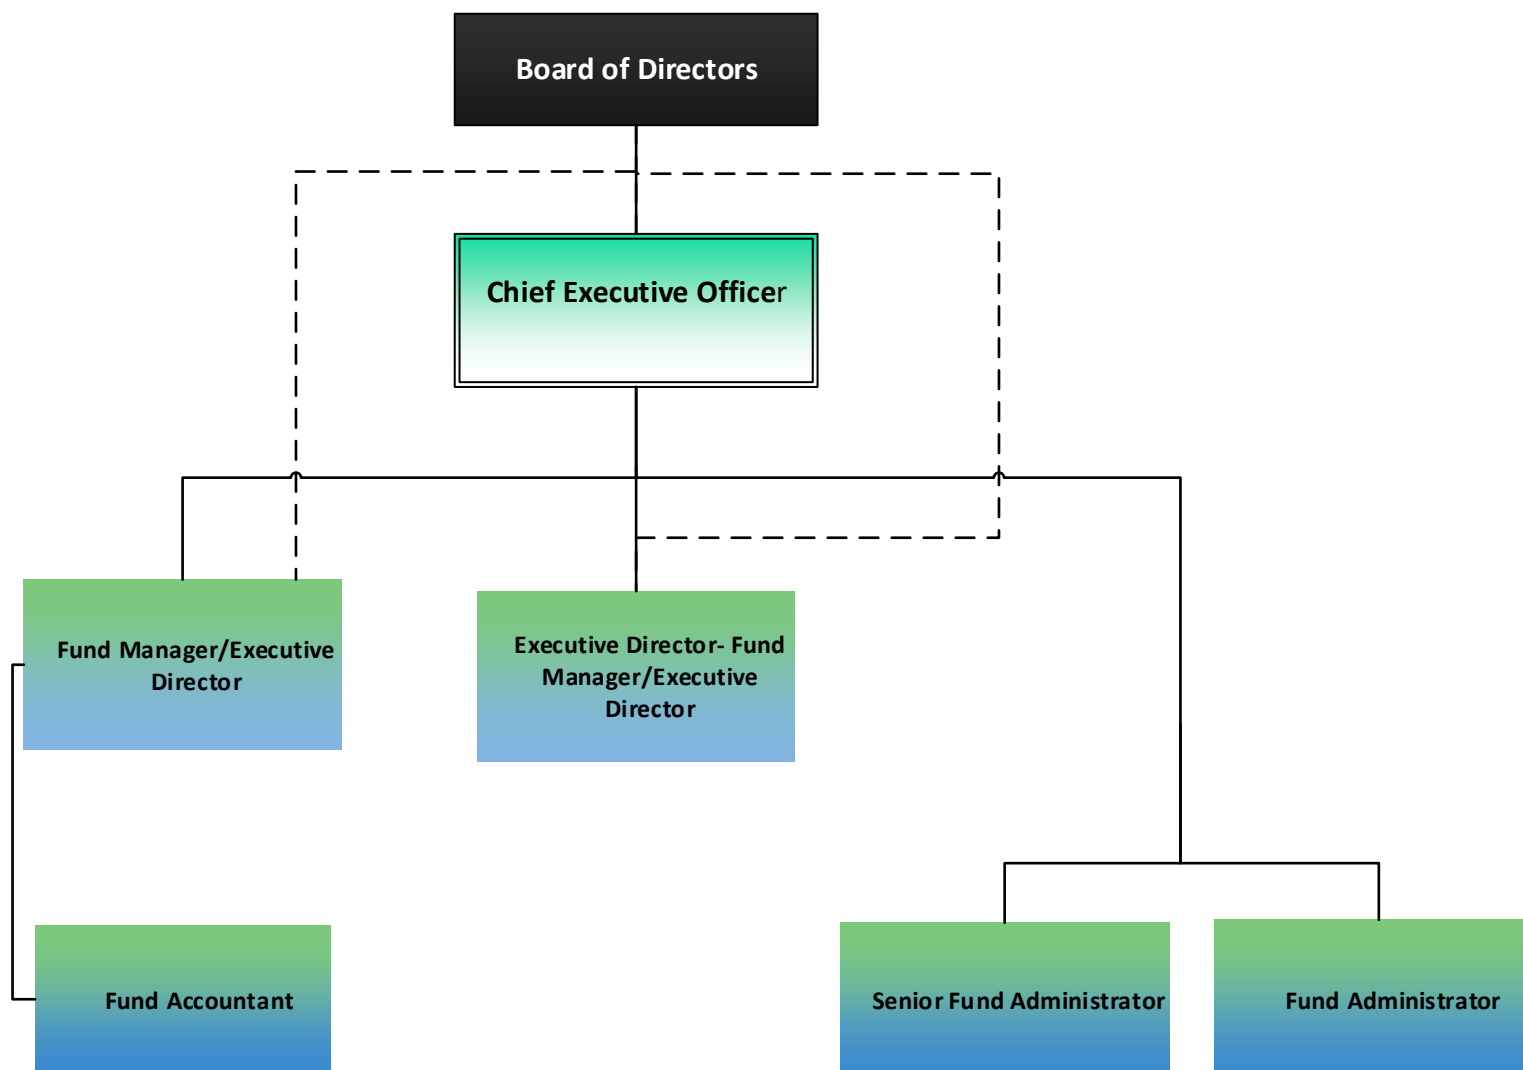 Board of Directors
Chief Executive Officer
Fund Manager/Executive
Director
Executive Director- Fund
Manager/Executive
Director
Fund Accountant
Senior Fund Administrator
Fund Administrator